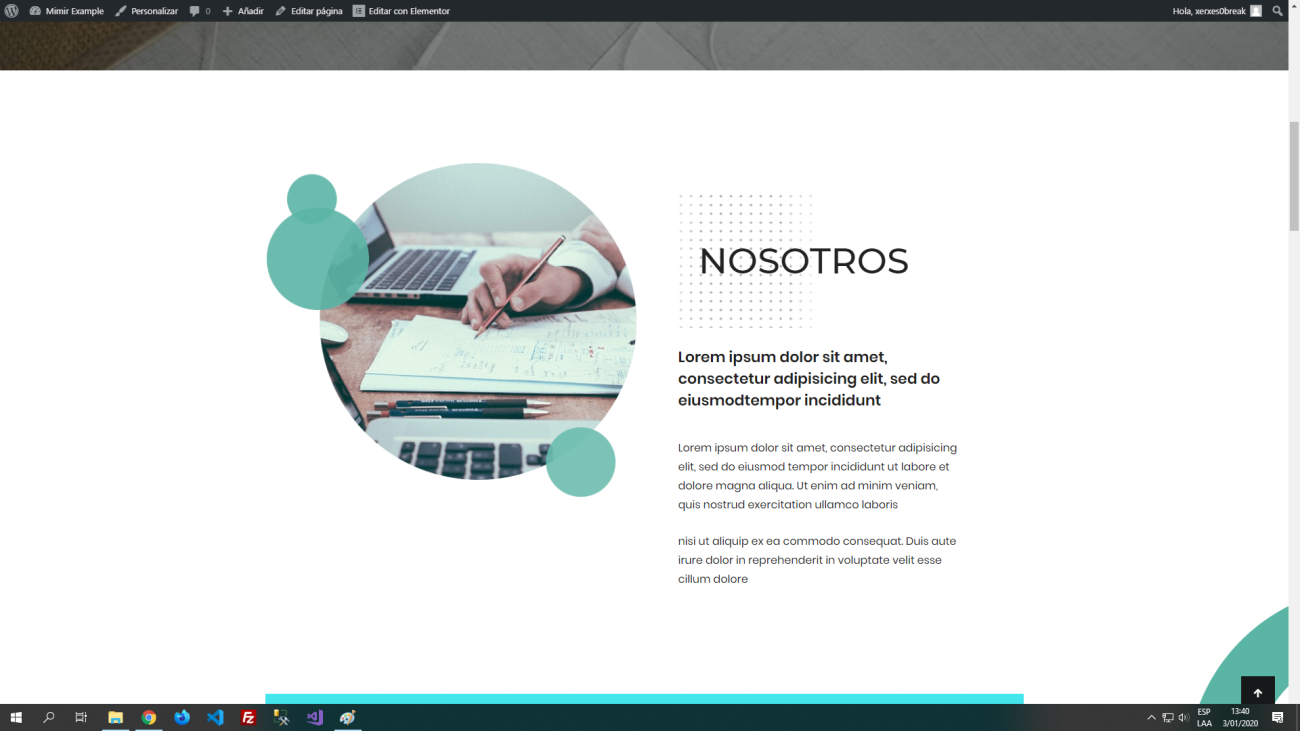 Mimir Example Personalizar 0 Añadir Editar página Editar con Elementor Hola, xerxes0break
NOSOTROS
Lorem ipsum dolor sit amet,
consectetur adipisicing elit, sed do
eiusmodtempor incididunt
Lorem ipsum dolor sit amet, consectetur adipisicing
elit, sed do eiusmod tempor incididunt ut labore et
dolore magna aliqua. Ut enim ad minim veniam,
quis nostrud exercitation ullamco laboris
nisi ut aliquip ex ea commodo consequat. Duis aute
irure dolor in reprehenderit in voluptate velit esse
cillum dolore
ESP 13:40
LAA 3/01/2020